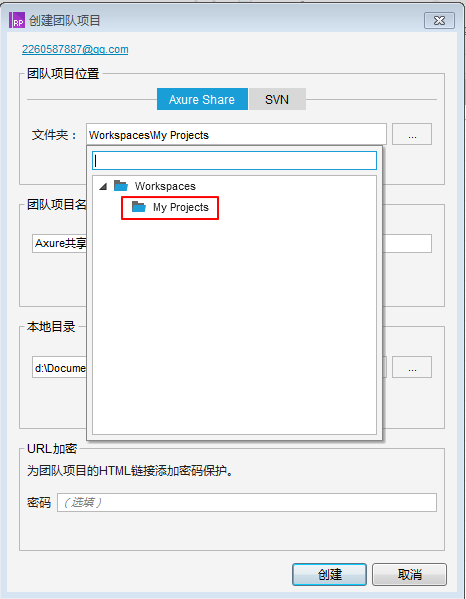 RP 创建团队项目
2260587887@qq.com
团队项目位置
Axure Share SVN
文件夹： Workspaces\My Projects ...
Workspaces
My Projects
团队项目名
Axure共享
本地目录
d:\Docume ...
URL加密
为团队项目的HTML链接添加密码保护。
密码 （选填）
创建 取消